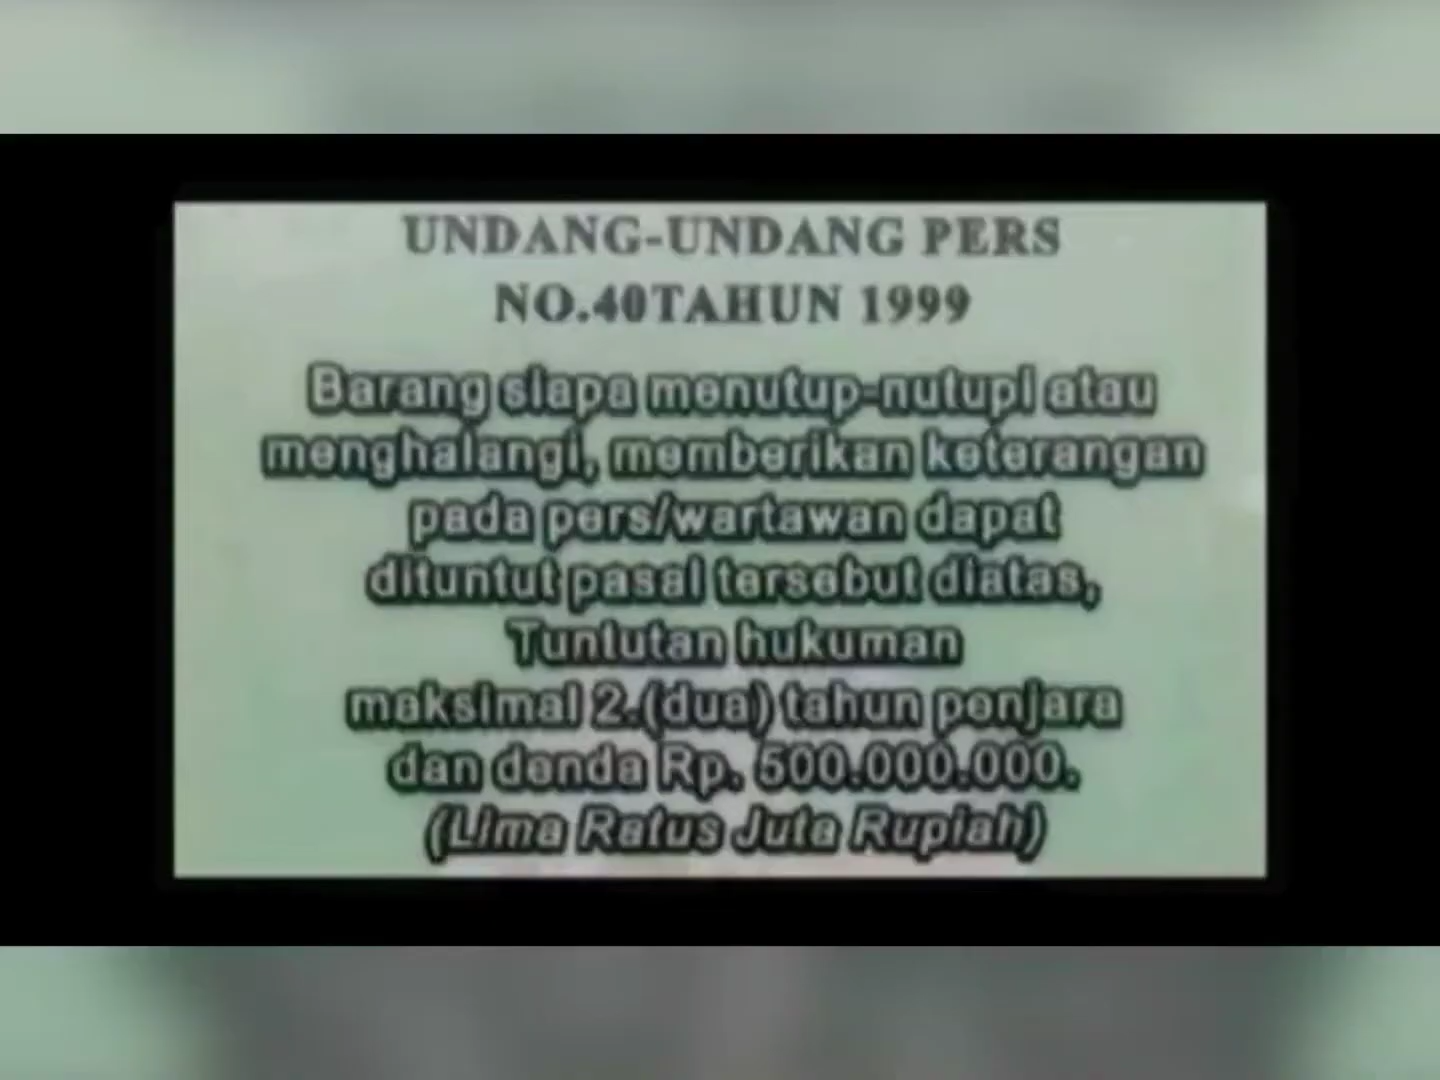 UNDANG-UNDANG PERS
NO.40TAHUN 1999
Barang siapa menutup-nutupi atau
menghalangi, memberikan keterangan
pada pers/wartawan dapat
dituntut pasal tersebut diatas,
Tuntutan hukuman
maksimal 2.(dua) tahun penjara
dan denda Rp. 500.000.000.
(Lima Ratus Juta Rupiah)